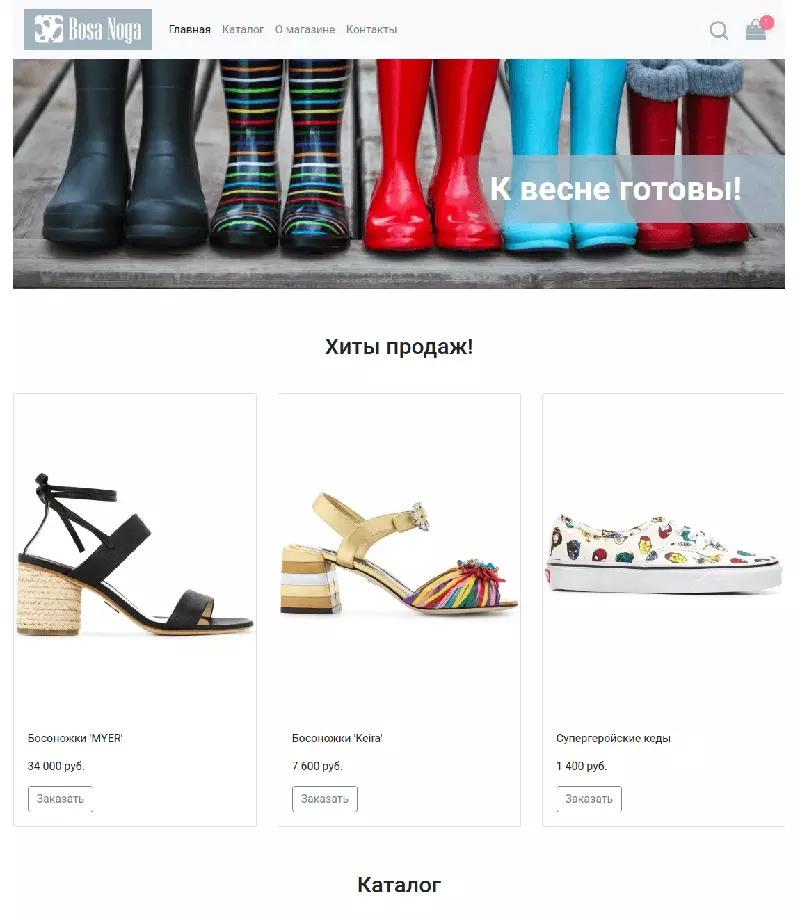 Bosa Noga
Главная Каталог О магазине Контакты
К весне готовы!
Хиты продаж!
Босоножки 'MYER'
34 000 руб.
Заказать
Босоножки 'Keira'
7 600 руб.
Заказать
Супергеройские кеды
1 400 руб.
Заказать
Каталог